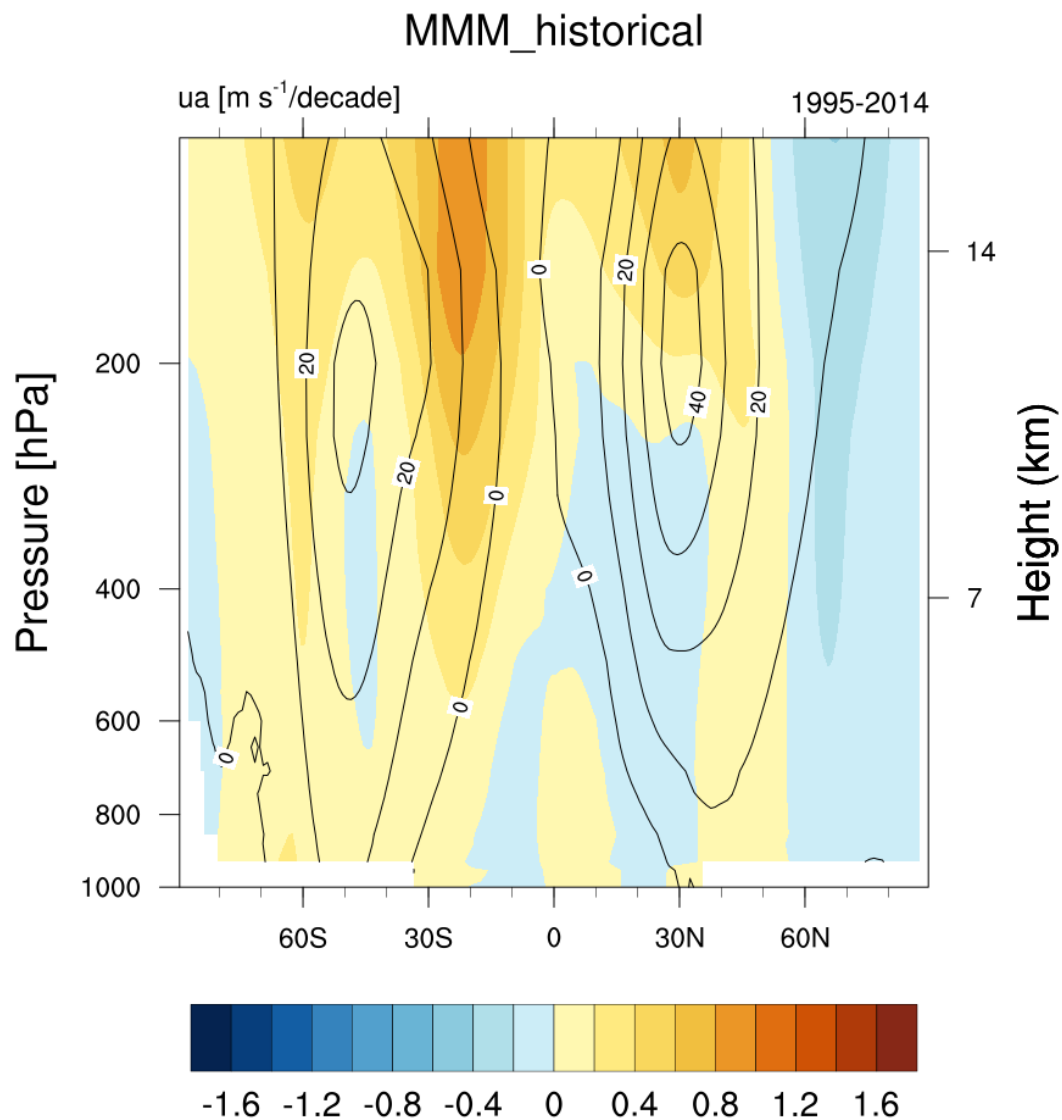 MMM_historical
ua [m s⁻¹/decade] 1995-2014
0 20 14
20 200 20
40 20
20 0
0
400 7
0
600
0
800
1000
Pressure [hPa]
Height (km)
60S 30S 0 30N 60N
-1.6 -1.2 -0.8 -0.4 0 0.4 0.8 1.2 1.6